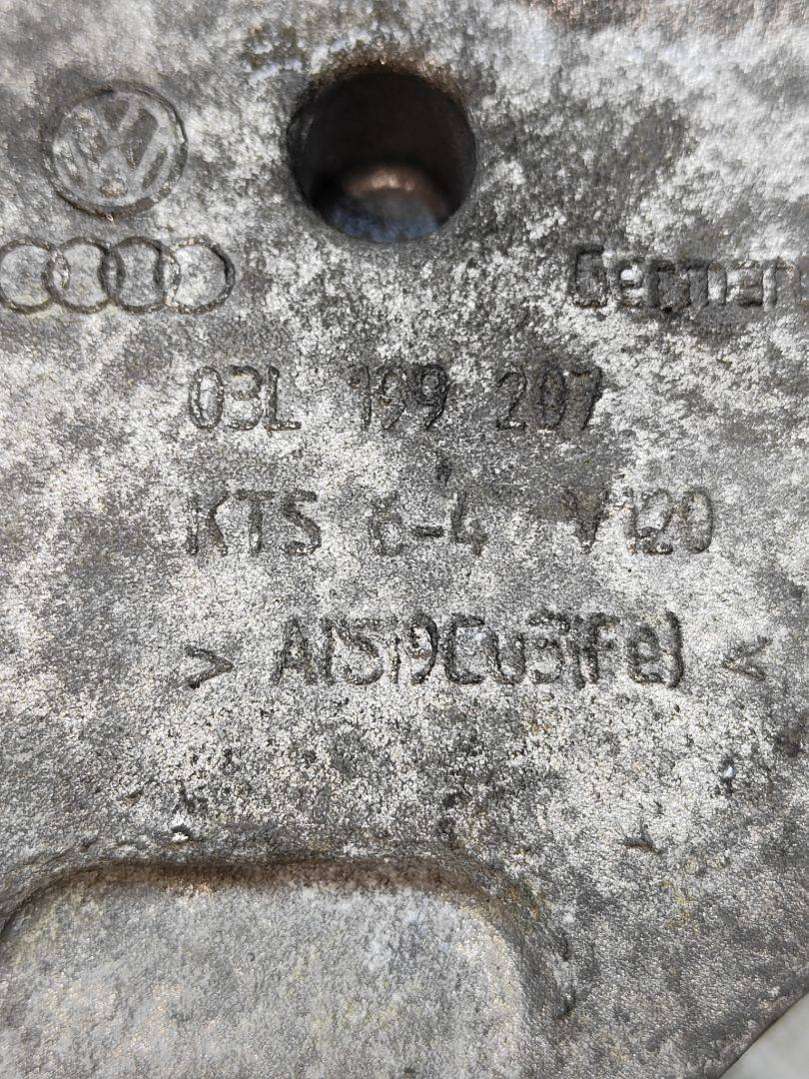 Germany
03L 199 207
KTS 6-4 V120
> AlSi9Cu3(Fe) <